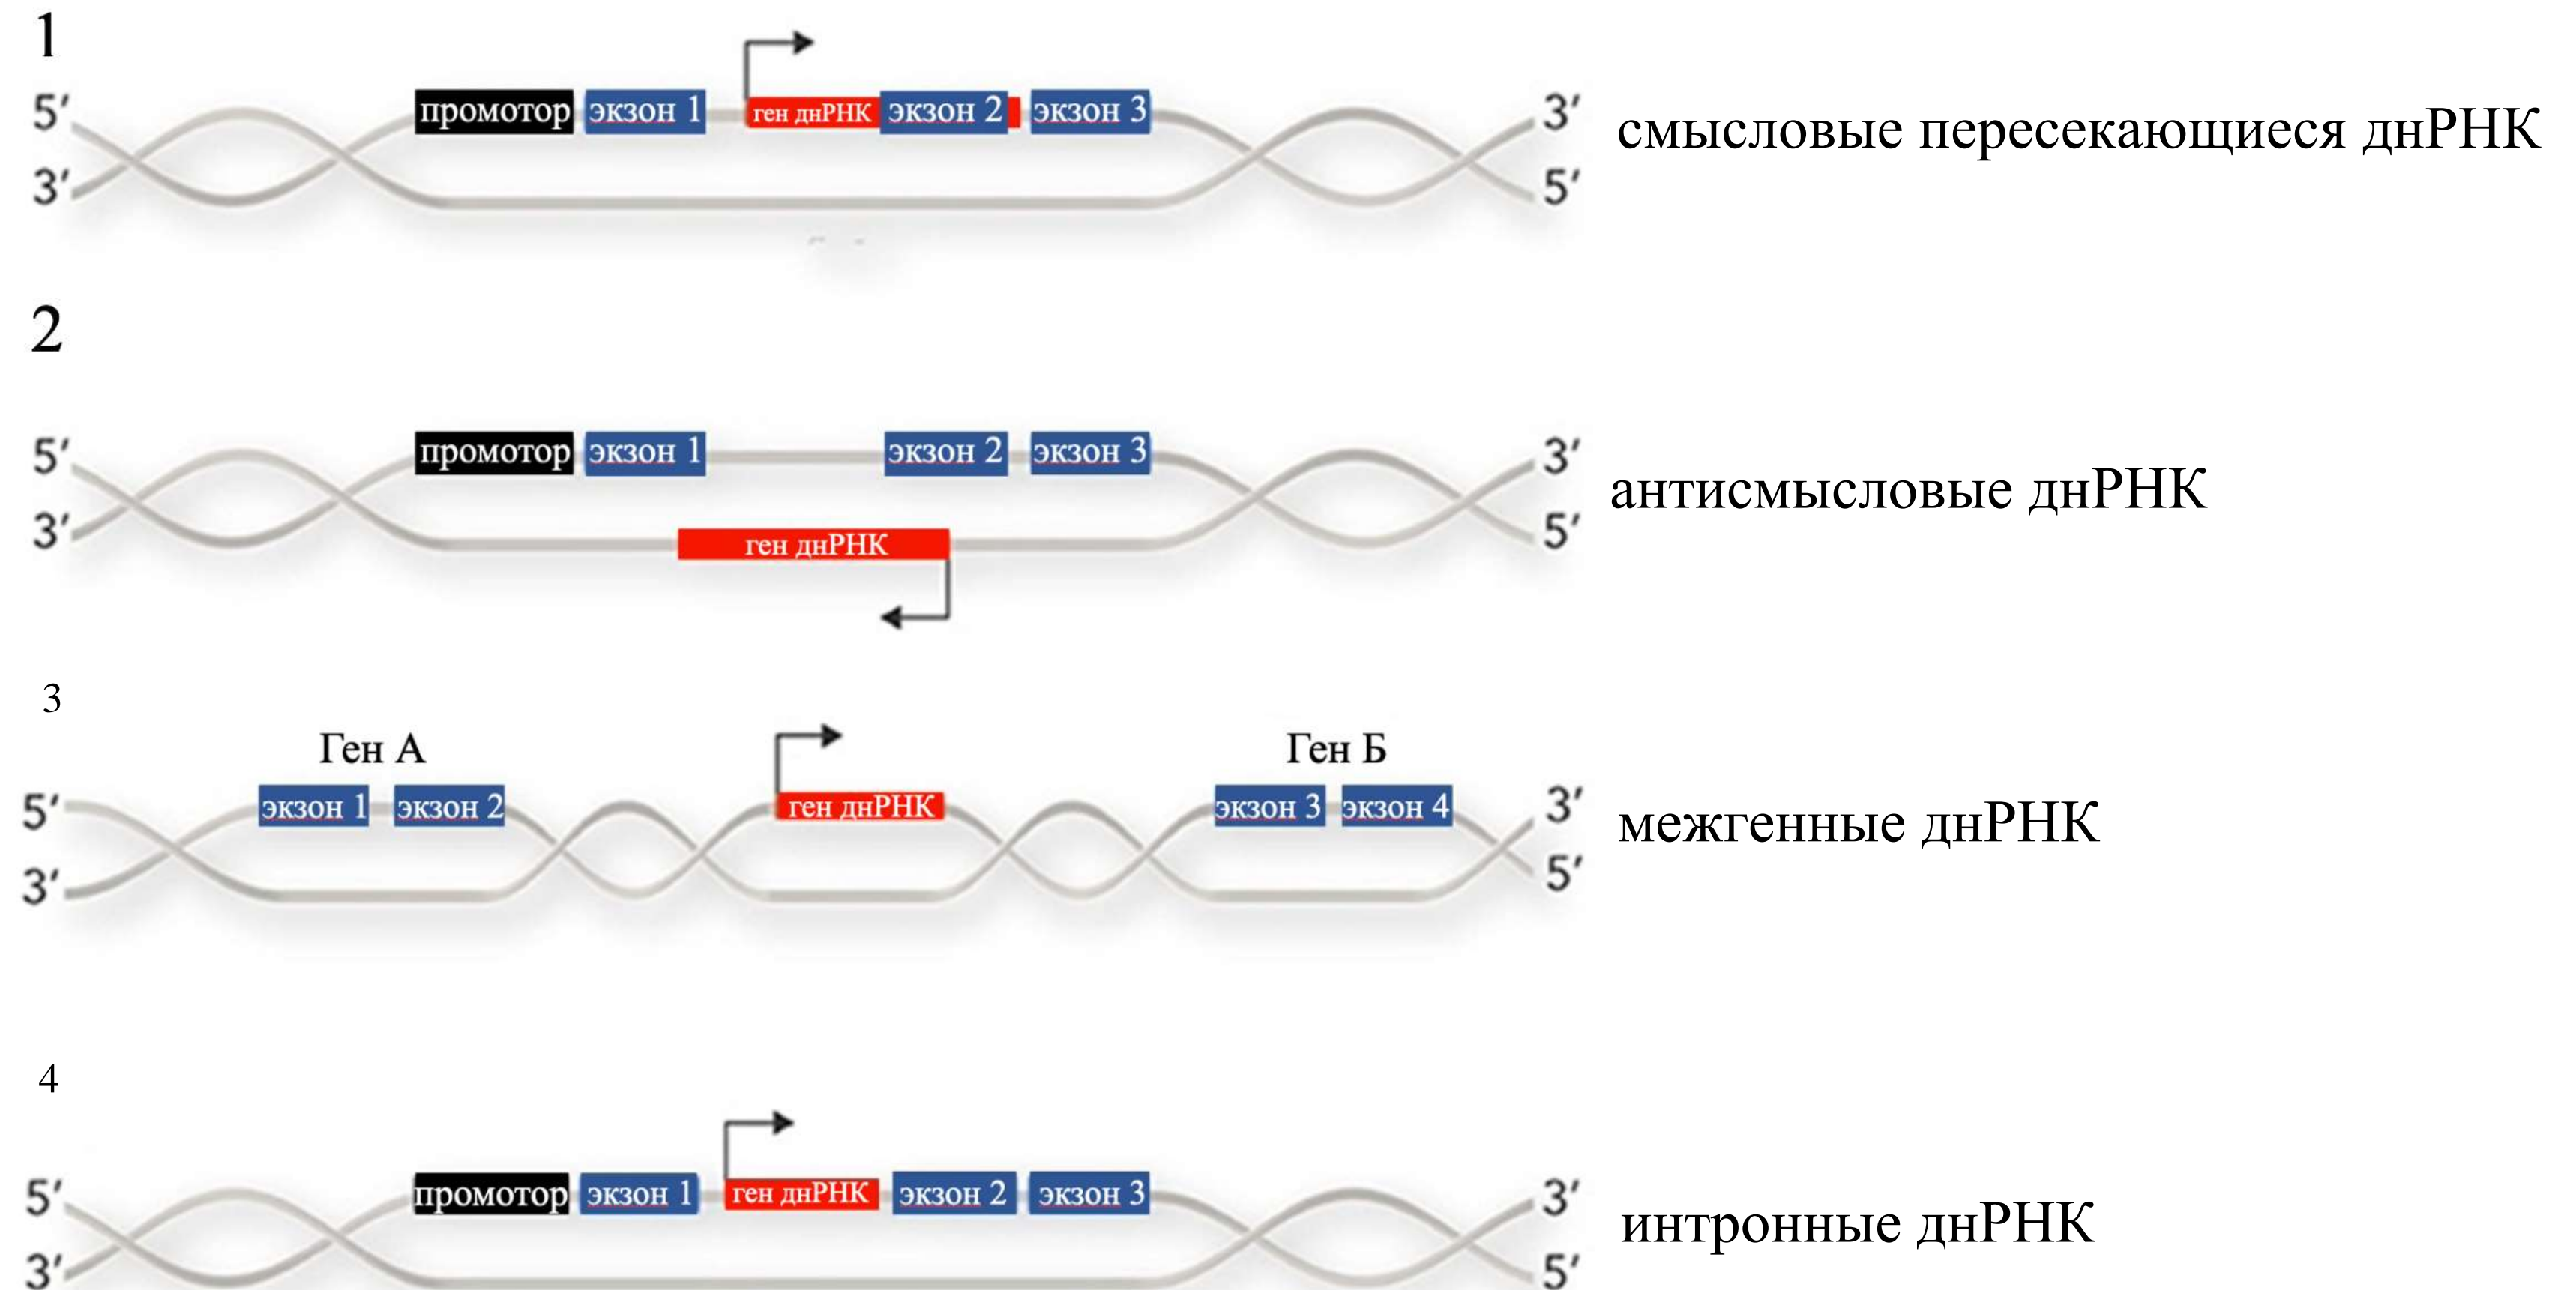 1
5′ промотор экзон 1 ген днРНК экзон 2 экзон 3 3′
смысловые пересекающиеся днРНК
3′ 5′
2
5′ промотор экзон 1 экзон 2 экзон 3 3′
антисмысловые днРНК
3′ ген днРНК 5′
3
Ген А Ген Б
5′ экзон 1 экзон 2 ген днРНК экзон 3 экзон 4 3′
межгенные днРНК
3′ 5′
4
5′ промотор экзон 1 ген днРНК экзон 2 экзон 3 3′
интронные днРНК
3′ 5′